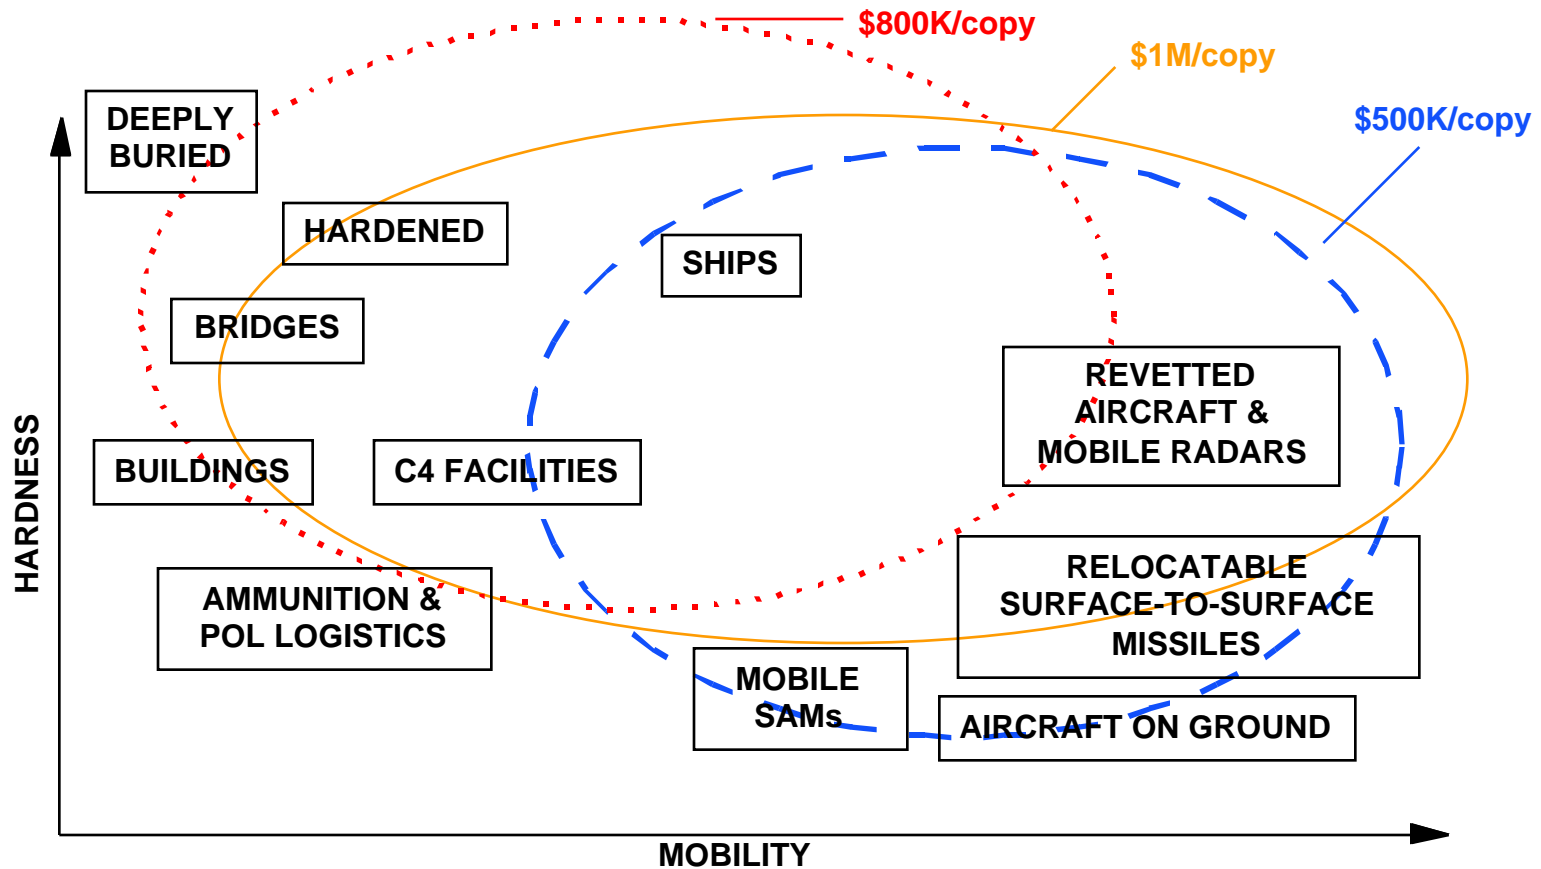 $800K/copy
$1M/copy
$500K/copy
DEEPLY
BURIED
HARDENED
SHIPS
BRIDGES
REVETTED
AIRCRAFT &
MOBILE RADARS
BUILDINGS
C4 FACILITIES
HARDNESS
RELOCATABLE
SURFACE-TO-SURFACE
MISSILES
AMMUNITION &
POL LOGISTICS
MOBILE
SAMs
AIRCRAFT ON GROUND
MOBILITY